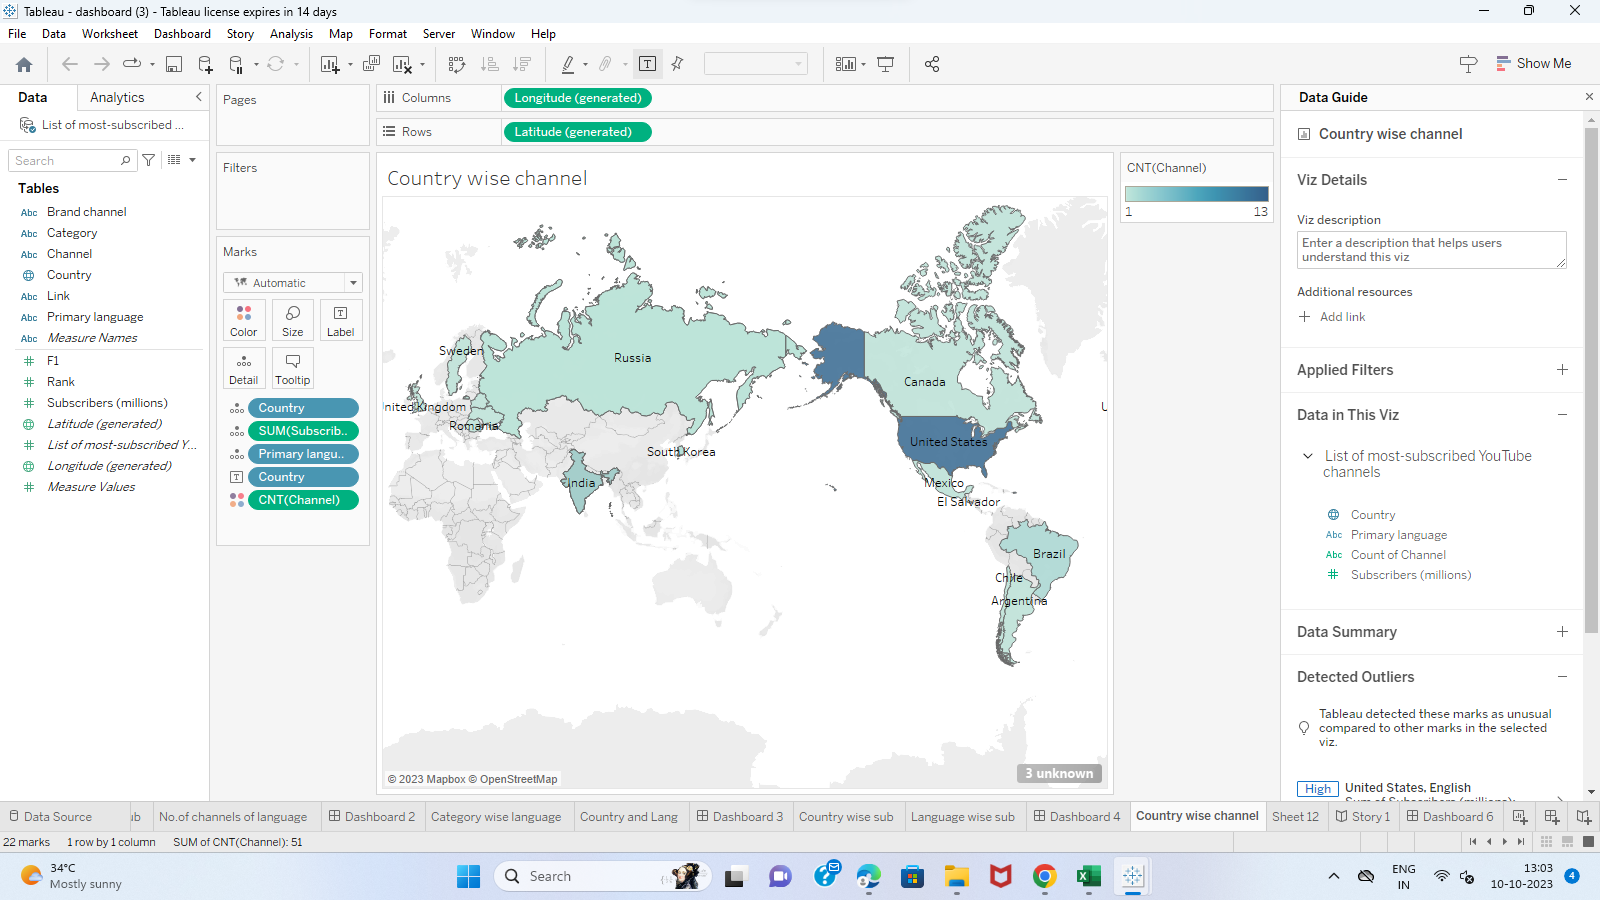 Tableau - dashboard (3) - Tableau license expires in 14 days
File Data Worksheet Dashboard Story Analysis Map Format Server Window Help
Show Me
Data Analytics
List of most-subscribed ...
Search
Tables
Abc Brand channel
Abc Category
Abc Channel
Country
Abc Link
Abc Primary language
Abc Measure Names
F1
Rank
Subscribers (millions)
Latitude (generated)
List of most-subscribed Y...
Longitude (generated)
Measure Values
Pages
Filters
Marks
Automatic
Color Size Label
Detail Tooltip
Country
SUM(Subscrib..
Primary langu..
Country
CNT(Channel)
Columns Longitude (generated)
Rows Latitude (generated)
Country wise channel
Sweden
Russia
Canada
United Kingdom
U
Romania
United States
South Korea
India
Mexico
El Salvador
Brazil
Chile
Argentina
© 2023 Mapbox © OpenStreetMap
3 unknown
CNT(Channel)
1 13
Data Guide
Country wise channel
Viz Details
Viz description
Enter a description that helps users
understand this viz
Additional resources
Add link
Applied Filters
Data in This Viz
List of most-subscribed YouTube
channels
Country
Abc Primary language
Abc Count of Channel
Subscribers (millions)
Data Summary
Detected Outliers
Tableau detected these marks as unusual
compared to other marks in the selected
viz.
High United States, English
Sum of Subscribers (millions):
Data Source ub No.of channels of language Dashboard 2 Category wise language Country and Lang Dashboard 3 Country wise sub Language wise sub Dashboard 4 Country wise channel Sheet 12 Story 1 Dashboard 6
22 marks 1 row by 1 column SUM of CNT(Channel): 51
34°C
Mostly sunny
Search
ENG
IN
13:03
10-10-2023
4